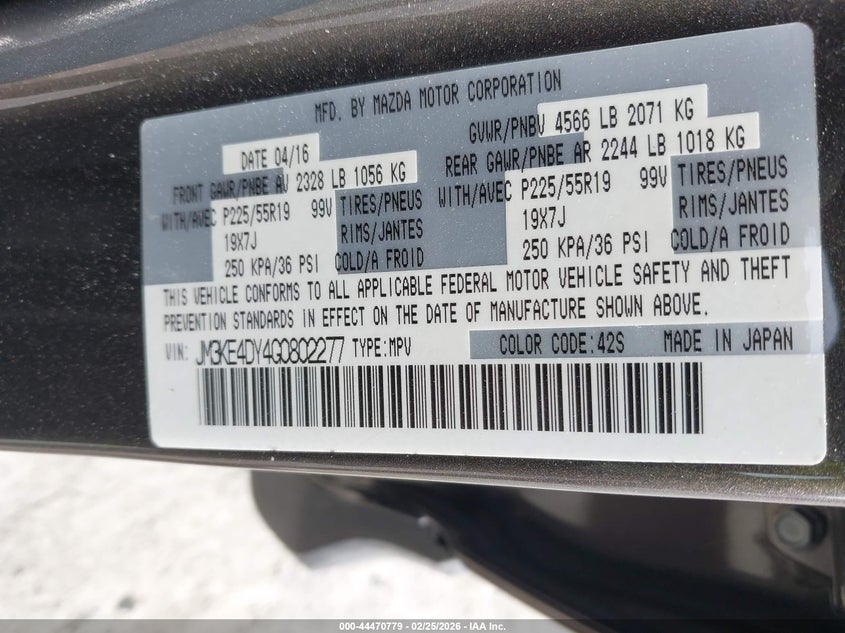 MFD. BY MAZDA MOTOR CORPORATION
DATE 04/16
GVWR/PNBV 4566 LB 2071 KG
FRONT GAWR/PNBE AV 2328 LB 1056 KG
REAR GAWR/PNBE AR 2244 LB 1018 KG
WITH/AVEC P225/55R19 99V TIRES/PNEUS
WITH/AVEC P225/55R19 99V TIRES/PNEUS
19X7J RIMS/JANTES
19X7J RIMS/JANTES
250 KPA/36 PSI COLD/A FROID
250 KPA/36 PSI COLD/A FROID
THIS VEHICLE CONFORMS TO ALL APPLICABLE FEDERAL MOTOR VEHICLE SAFETY AND THEFT
PREVENTION STANDARDS IN EFFECT ON THE DATE OF MANUFACTURE SHOWN ABOVE.
VIN: JM3KE4DY4G0802277 TYPE:MPV COLOR CODE:42S MADE IN JAPAN
000-44470779 - 02/25/2026 - IAA Inc.